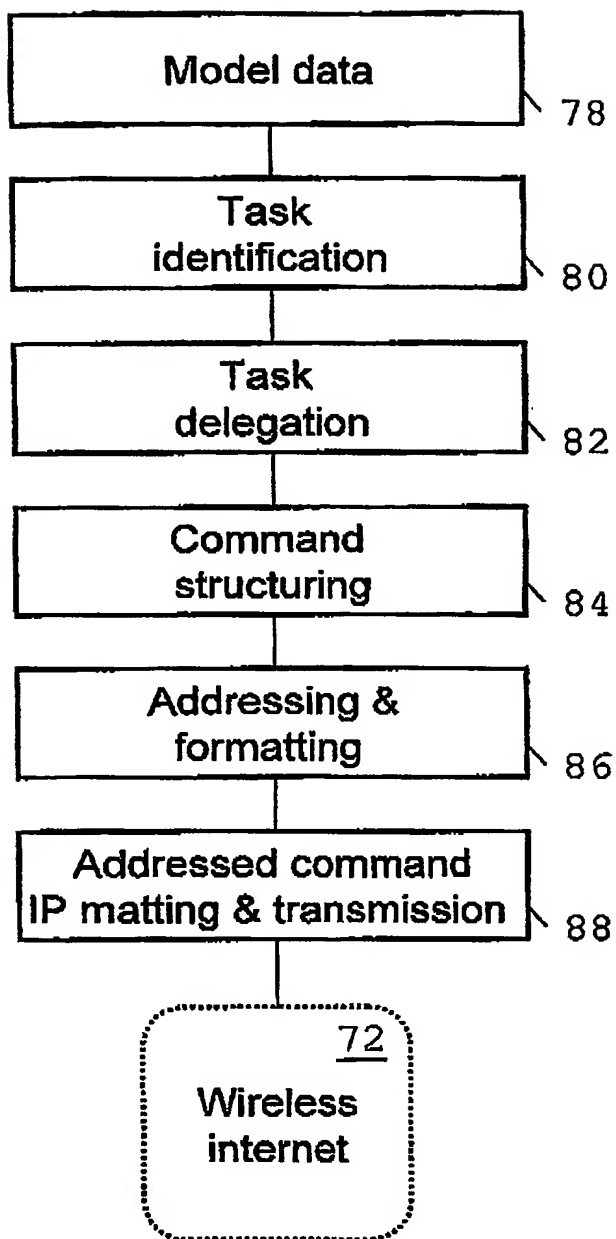 Model data
78
Task
identification
80
Task
delegation
82
Command
structuring
84
Addressing &
formatting
86
Addressed command
IP matting & transmission
88
72
Wireless
internet